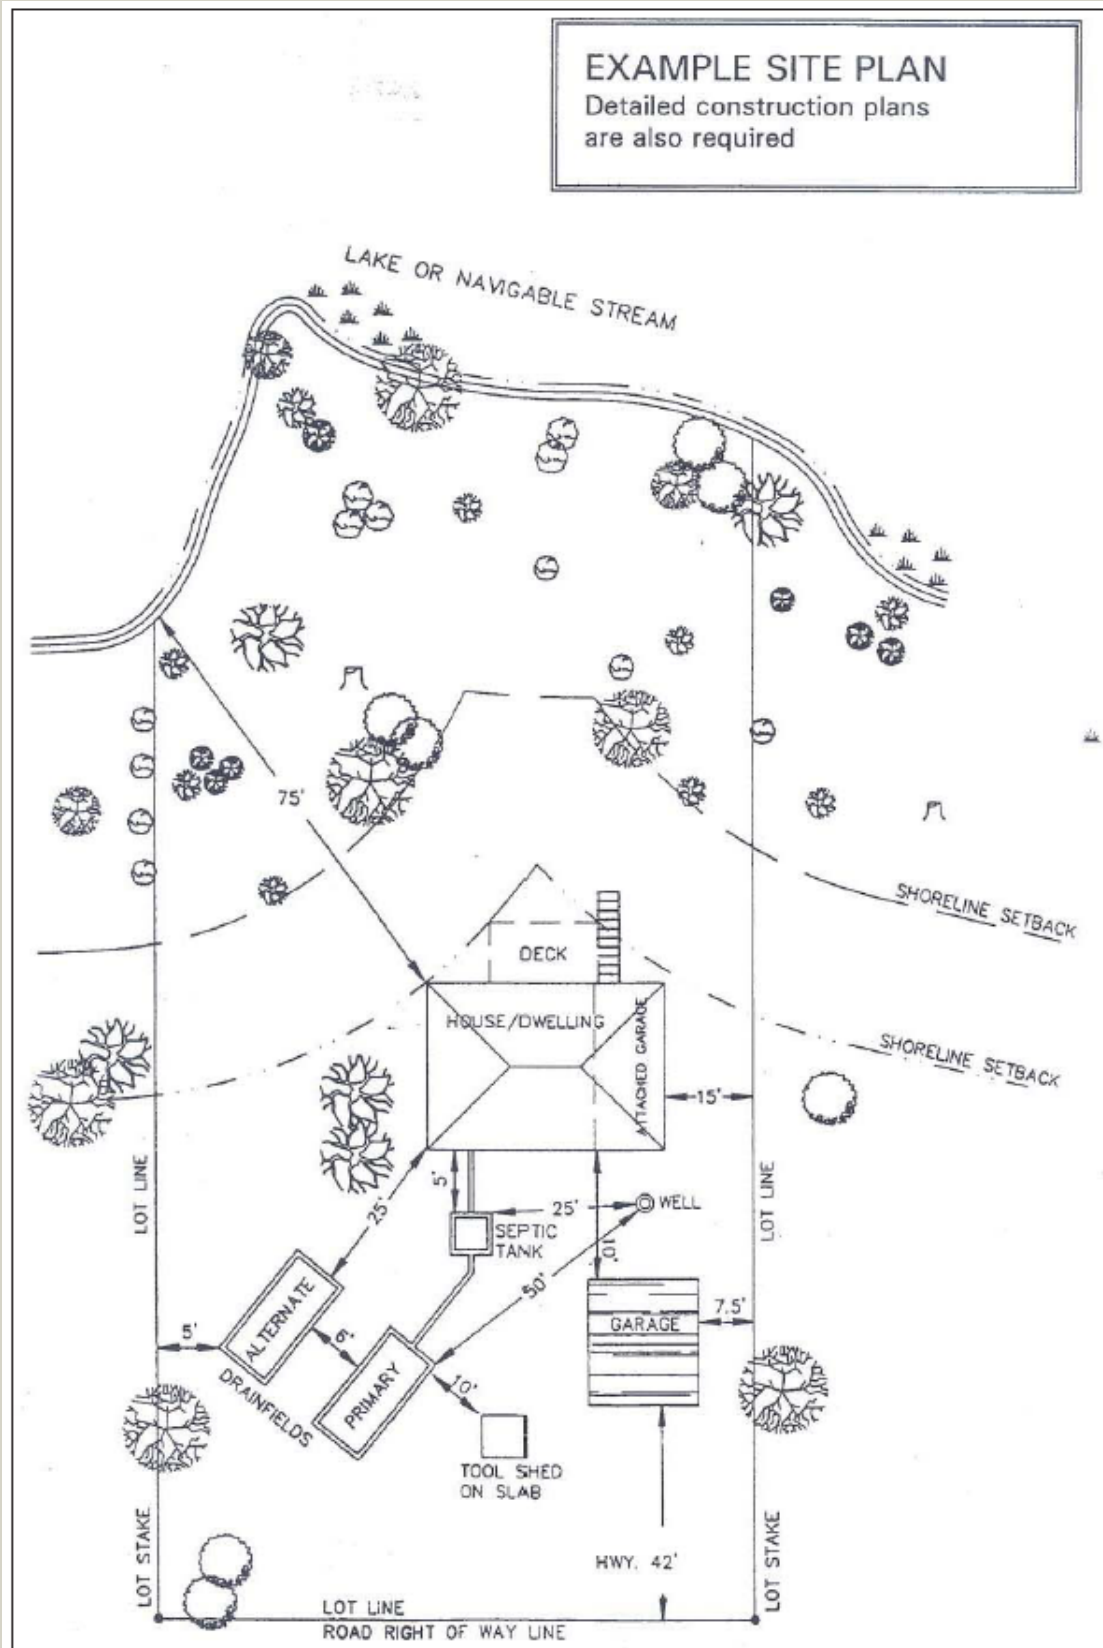 EXAMPLE SITE PLAN
Detailed construction plans
are also required
LAKE OR NAVIGABLE STREAM
75'
SHORELINE SETBACK
DECK
HOUSE/DWELLING
ATTACHED GARAGE
SHORELINE SETBACK
15'
LOT LINE
LOT LINE
25'
5'
25'
WELL
SEPTIC
TANK
10'
50'
ALTERNATE
GARAGE
7.5'
5'
6'
DRAINFIELDS
PRIMARY
10'
TOOL SHED
ON SLAB
LOT STAKE
HWY. 42'
LOT STAKE
LOT LINE
ROAD RIGHT OF WAY LINE